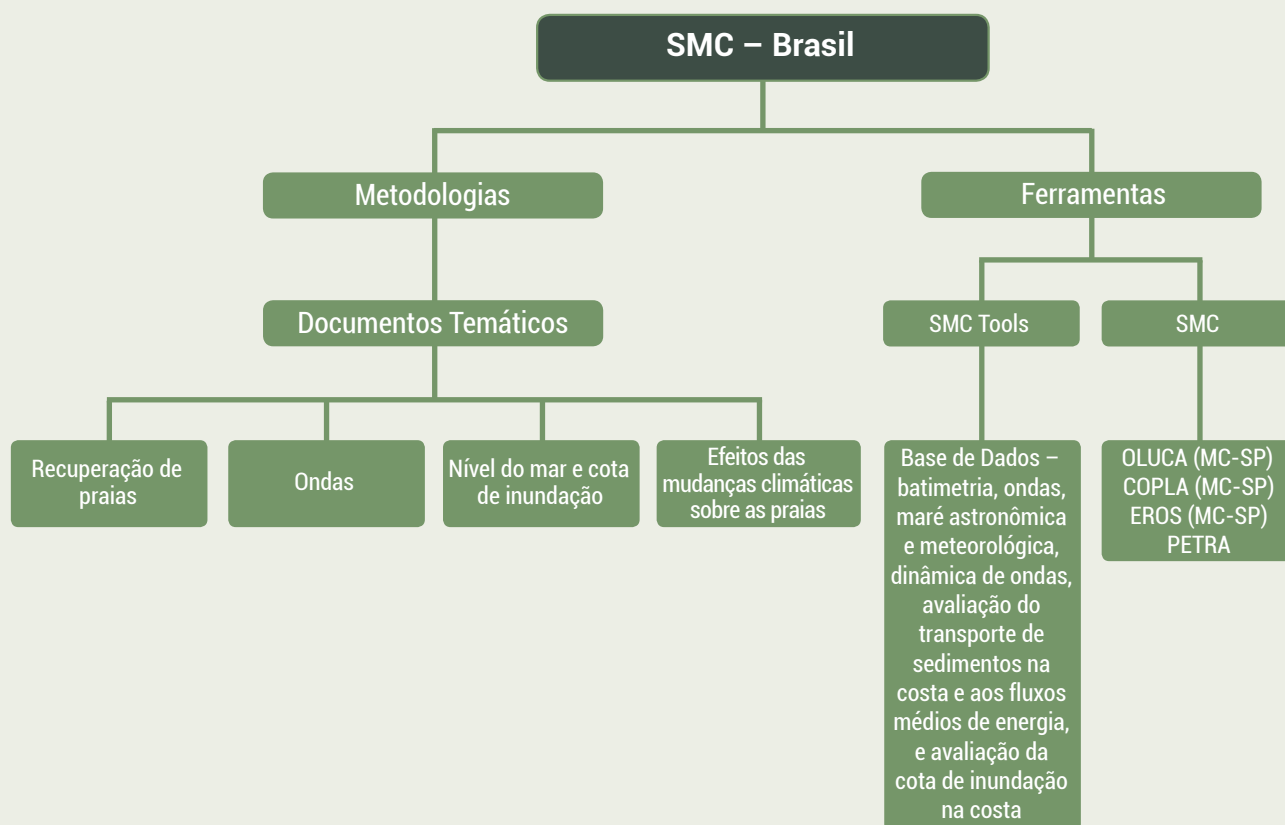 SMC – Brasil
Metodologias
Ferramentas
Documentos Temáticos
SMC Tools
SMC
Recuperação de
praias
Ondas
Nível do mar e cota
de inundação
Efeitos das
mudanças climáticas
sobre as praias
Base de Dados –
batimetria, ondas,
maré astronômica
e meteorológica,
dinâmica de ondas,
avaliação do
transporte de
sedimentos na
costa e aos fluxos
médios de energia,
e avaliação da
cota de inundação
na costa
OLUCA (MC-SP)
COPLA (MC-SP)
EROS (MC-SP)
PETRA